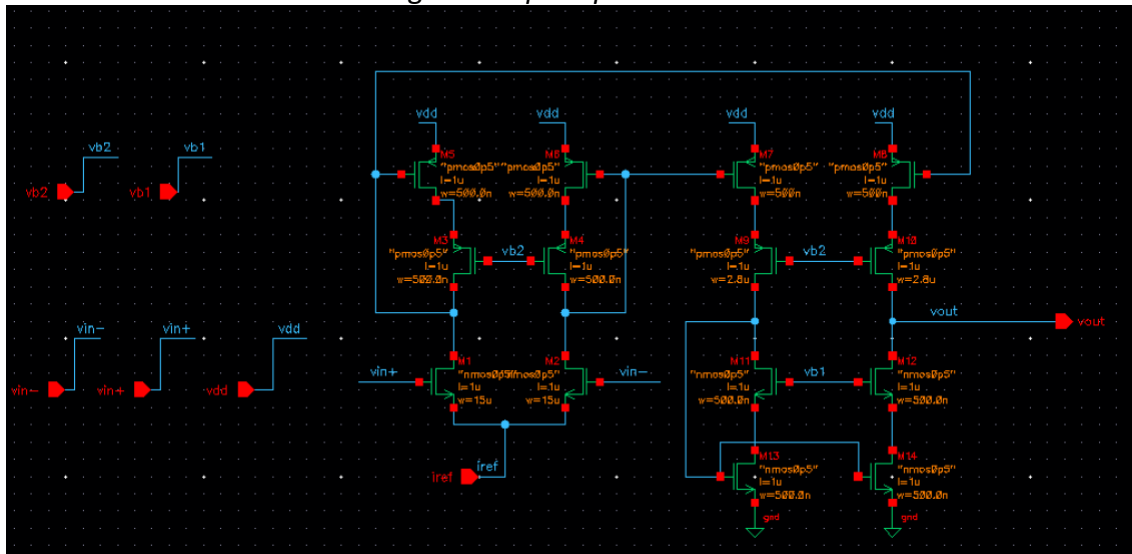 vdd vdd vdd vdd
vb2 vb1
vb2 vb1
M5 M6 M7 M8
"pmos0p5" "pmos0p5" "pmos0p5" "pmos0p5"
l=1u l=1u l=1u l=1u
w=500.0n w=500.0n w=500n w=500n
M3 vb2 M4 M9 vb2 M10
"pmos0p5" "pmos0p5" "pmos0p5" "pmos0p5"
l=1u l=1u l=1u l=1u
w=500.0n w=500.0n w=2.8u w=2.8u
vout
vout
vin- vin+ vdd
M1 M2 M11 M12
vin+ vin- vb1
"nmos0p5" "nmos0p5"
l=1u l=1u l=1u l=1u
w=15u w=15u w=500.0n w=500.0n
vin- vin+ vdd
M13 M14
iref iref
"nmos0p5" "nmos0p5"
l=1u l=1u
w=500.0n w=500.0n
gnd gnd